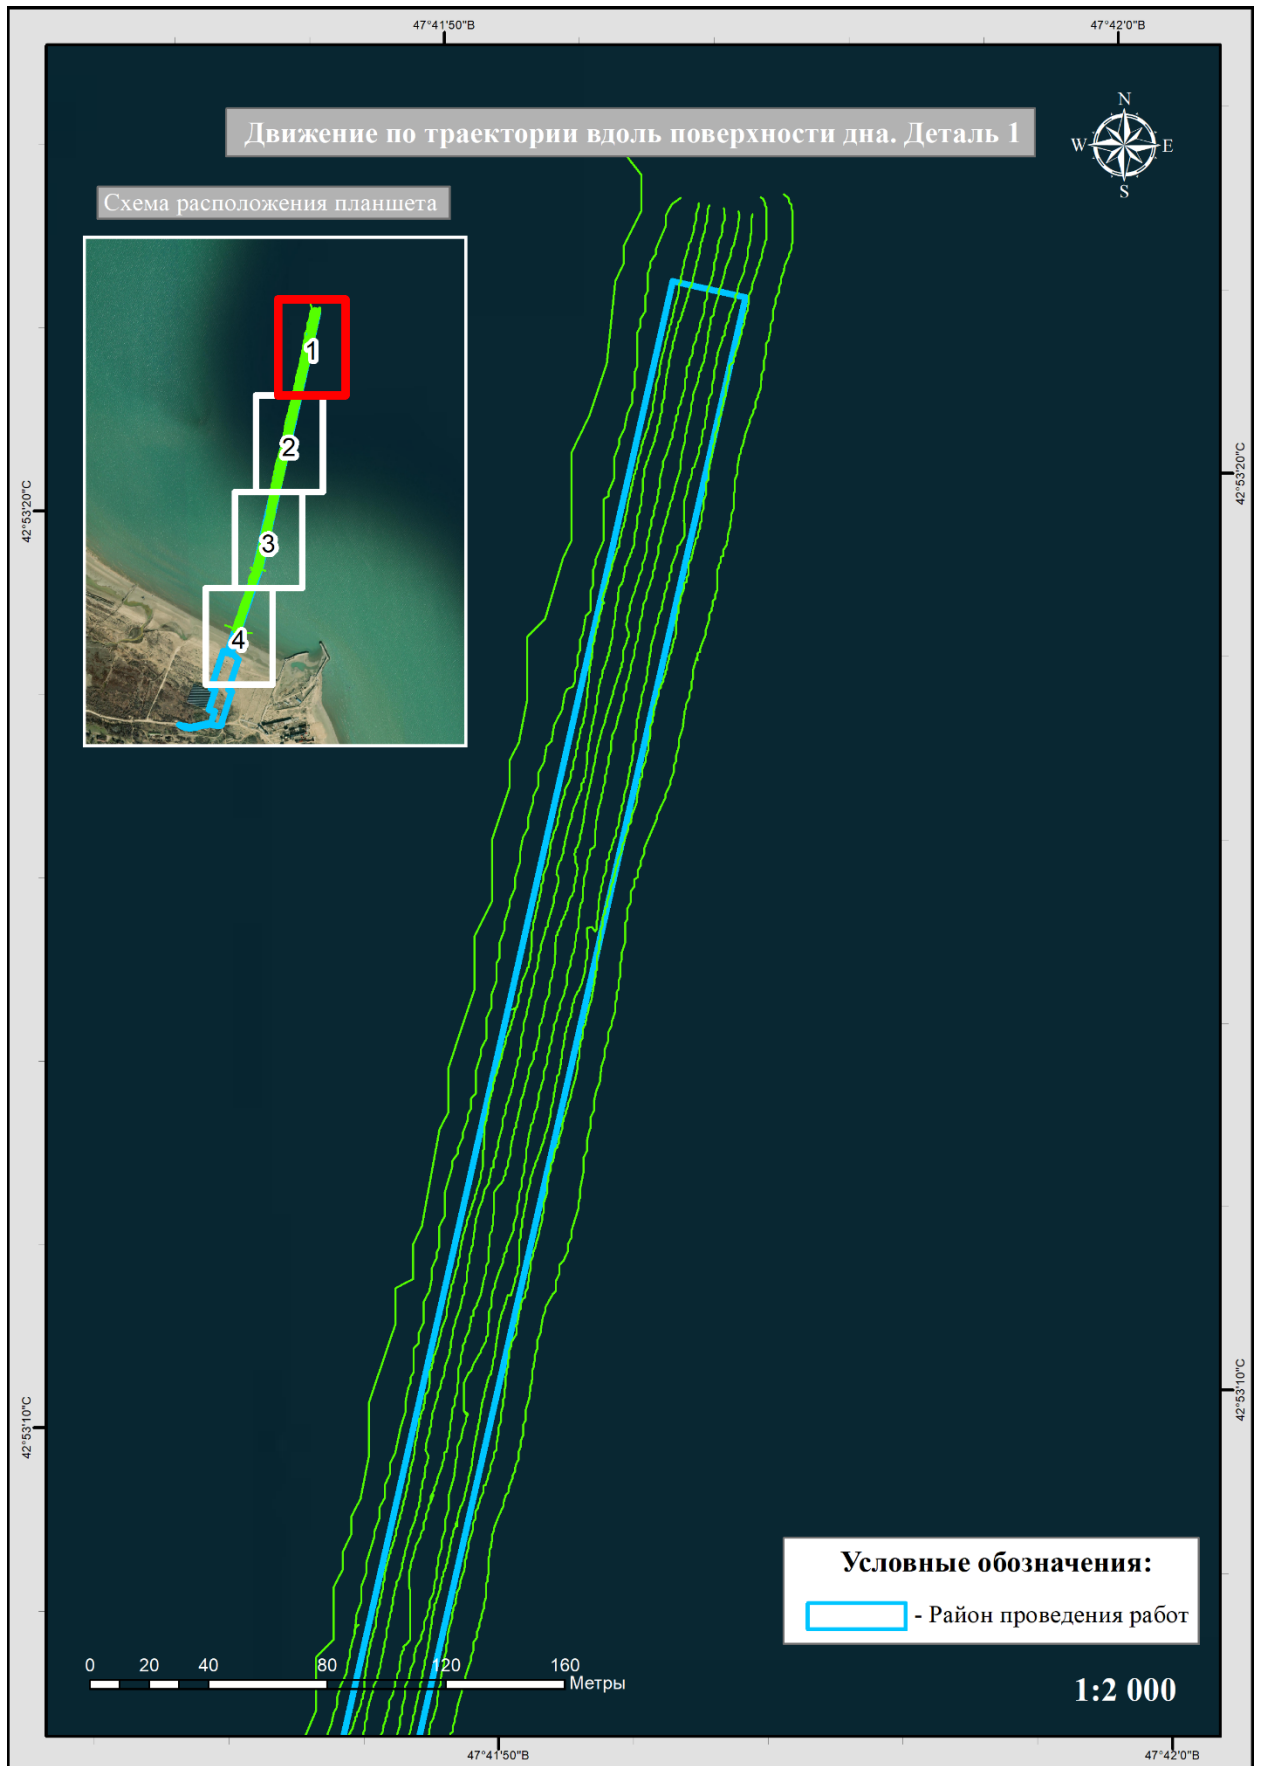 47°41'50"В
47°42'0"В
Движение по траектории вдоль поверхности дна. Деталь 1
N
W
E
S
Схема расположения планшета
1
2
3
4
42°53'20"С
42°53'20"С
42°53'10"С
42°53'10"С
Условные обозначения:
- Район проведения работ
0 20 40 80 120 160
Метры
1:2 000
47°41'50"В
47°42'0"В